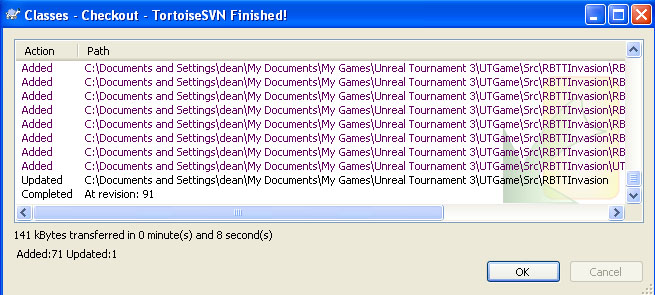 Classes - Checkout - TortoiseSVN Finished!
Action Path
Added C:\Documents and Settings\dean\My Documents\My Games\Unreal Tournament 3\UTGame\Src\RBTTInvasion\RB
Added C:\Documents and Settings\dean\My Documents\My Games\Unreal Tournament 3\UTGame\Src\RBTTInvasion\RB
Added C:\Documents and Settings\dean\My Documents\My Games\Unreal Tournament 3\UTGame\Src\RBTTInvasion\RB
Added C:\Documents and Settings\dean\My Documents\My Games\Unreal Tournament 3\UTGame\Src\RBTTInvasion\RB
Added C:\Documents and Settings\dean\My Documents\My Games\Unreal Tournament 3\UTGame\Src\RBTTInvasion\RB
Added C:\Documents and Settings\dean\My Documents\My Games\Unreal Tournament 3\UTGame\Src\RBTTInvasion\RB
Added C:\Documents and Settings\dean\My Documents\My Games\Unreal Tournament 3\UTGame\Src\RBTTInvasion\RB
Added C:\Documents and Settings\dean\My Documents\My Games\Unreal Tournament 3\UTGame\Src\RBTTInvasion\UT
Updated C:\Documents and Settings\dean\My Documents\My Games\Unreal Tournament 3\UTGame\Src\RBTTInvasion
Completed At revision: 91
141 kBytes transferred in 0 minute(s) and 8 second(s)
Added:71 Updated:1
OK Cancel